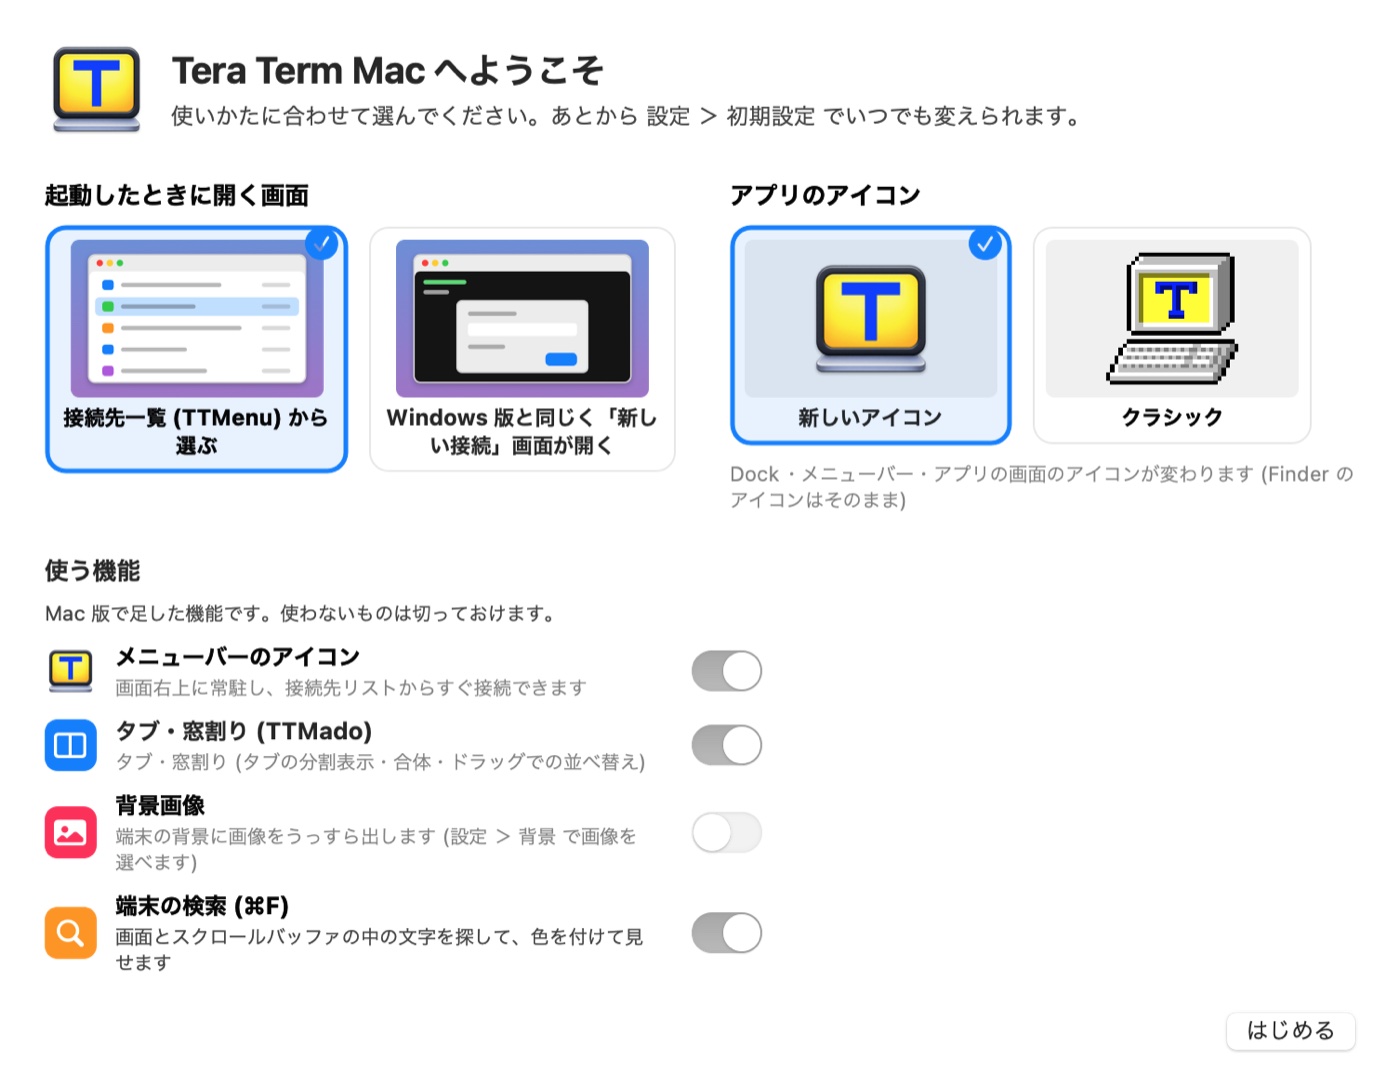 Tera Term Mac へようこそ
使いかたに合わせて選んでください。あとから 設定 ＞ 初期設定 でいつでも変えられます。
起動したときに開く画面
接続先一覧 (TTMenu) から
選ぶ
Windows 版と同じく「新し
い接続」画面が開く
アプリのアイコン
新しいアイコン
クラシック
Dock・メニューバー・アプリの画面のアイコンが変わります (Finder の
アイコンはそのまま)
使う機能
Mac 版で足した機能です。使わないものは切っておけます。
メニューバーのアイコン
画面右上に常駐し、接続先リストからすぐ接続できます
タブ・窓割り (TTMado)
タブ・窓割り (タブの分割表示・合体・ドラッグでの並べ替え)
背景画像
端末の背景に画像をうっすら出します (設定 ＞ 背景 で画像を
選べます)
端末の検索 (⌘F)
画面とスクロールバッファの中の文字を探して、色を付けて見
せます
はじめる